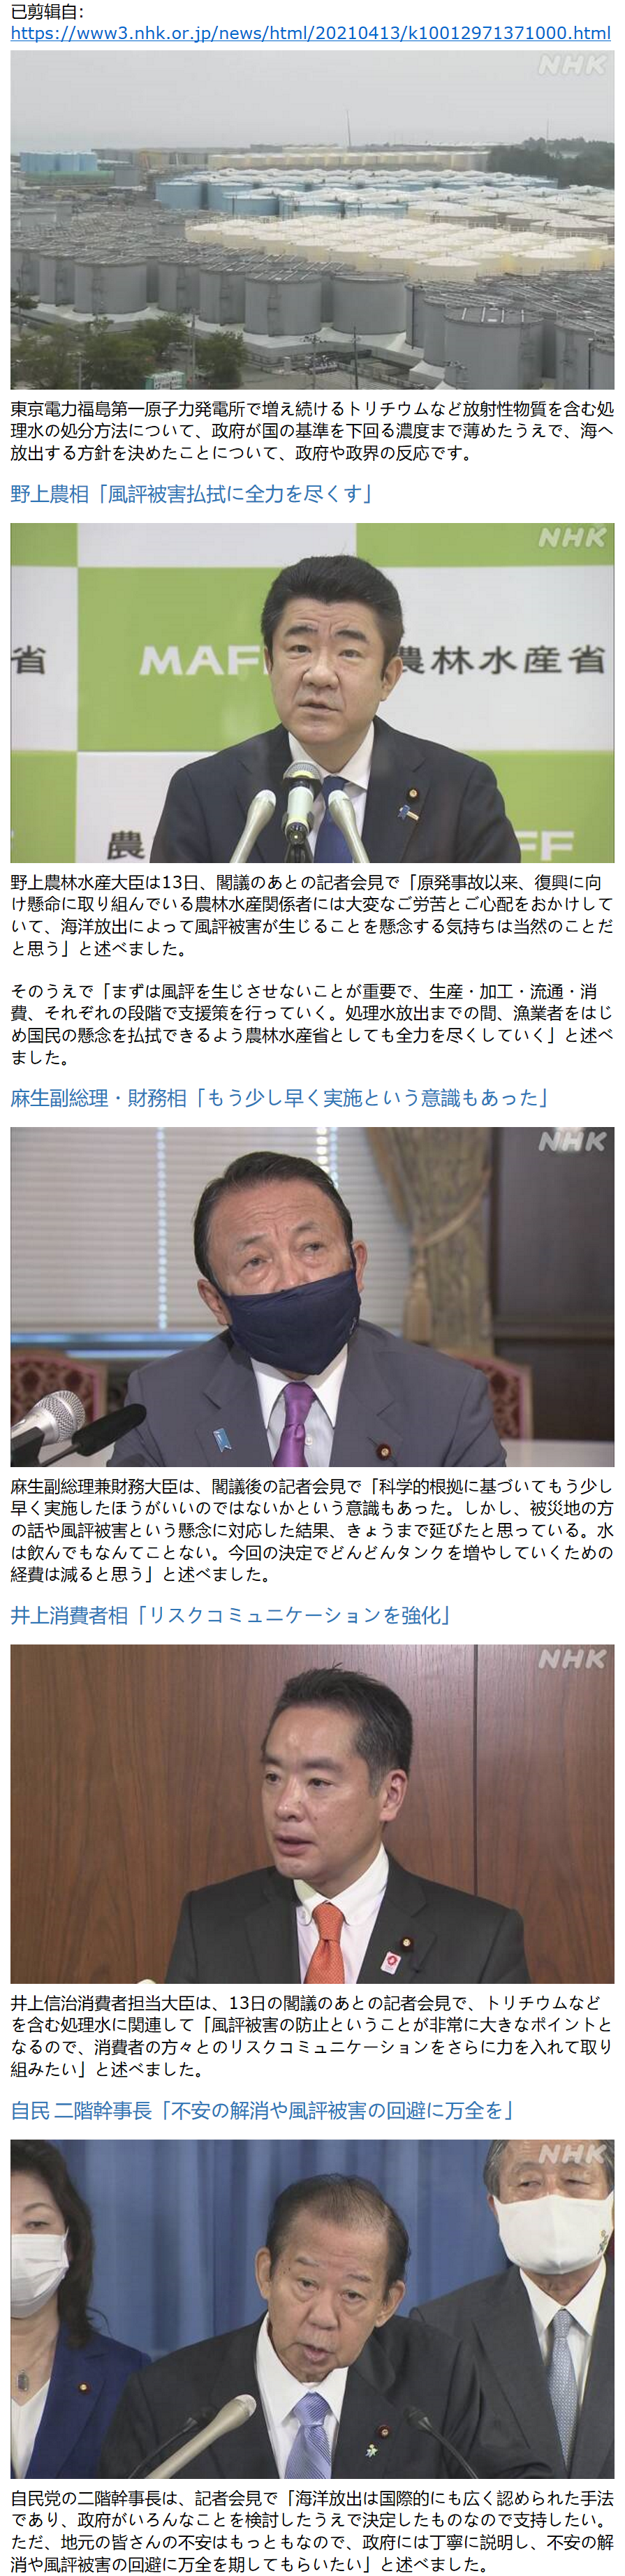 已剪辑自:
https://www3.nhk.or.jp/news/html/20210413/k10012971371000.html
NHK
東京電力福島第一原子力発電所で増え続けるトリチウムなど放射性物質を含む処
理水の処分方法について、政府が国の基準を下回る濃度まで薄めたうえで、海へ
放出する方針を決めたことについて、政府や政界の反応です。
野上農相「風評被害払拭に全力を尽くす」
NHK
省 MAFF 農林水産省
農 FF
野上農林水産大臣は13日、閣議のあとの記者会見で「原発事故以来、復興に向
け懸命に取り組んでいる農林水産関係者には大変なご労苦とご心配をおかけして
いて、海洋放出によって風評被害が生じることを懸念する気持ちは当然のことだ
と思う」と述べました。
そのうえで「まずは風評を生じさせないことが重要で、生産・加工・流通・消
費、それぞれの段階で支援策を行っていく。処理水放出までの間、漁業者をはじ
め国民の懸念を払拭できるよう農林水産省としても全力を尽くしていく」と述べ
ました。
麻生副総理・財務相「もう少し早く実施という意識もあった」
NHK
麻生副総理兼財務大臣は、閣議後の記者会見で「科学的根拠に基づいてもう少し
早く実施したほうがいいのではないかという意識もあった。しかし、被災地の方
の話や風評被害という懸念に対応した結果、きょうまで延びたと思っている。水
は飲んでもなんてことない。今回の決定でどんどんタンクを増やしていくための
経費は減ると思う」と述べました。
井上消費者相「リスクコミュニケーションを強化」
NHK
井上信治消費者担当大臣は、13日の閣議のあとの記者会見で、トリチウムなど
を含む処理水に関連して「風評被害の防止ということが非常に大きなポイントと
なるので、消費者の方々とのリスクコミュニケーションをさらに力を入れて取り
組みたい」と述べました。
自民 二階幹事長「不安の解消や風評被害の回避に万全を」
NHK
自民党の二階幹事長は、記者会見で「海洋放出は国際的にも広く認められた手法
であり、政府がいろんなことを検討したうえで決定したものなので支持したい。
ただ、地元の皆さんの不安はもっともなので、政府には丁寧に説明し、不安の解
消や風評被害の回避に万全を期してもらいたい」と述べました。